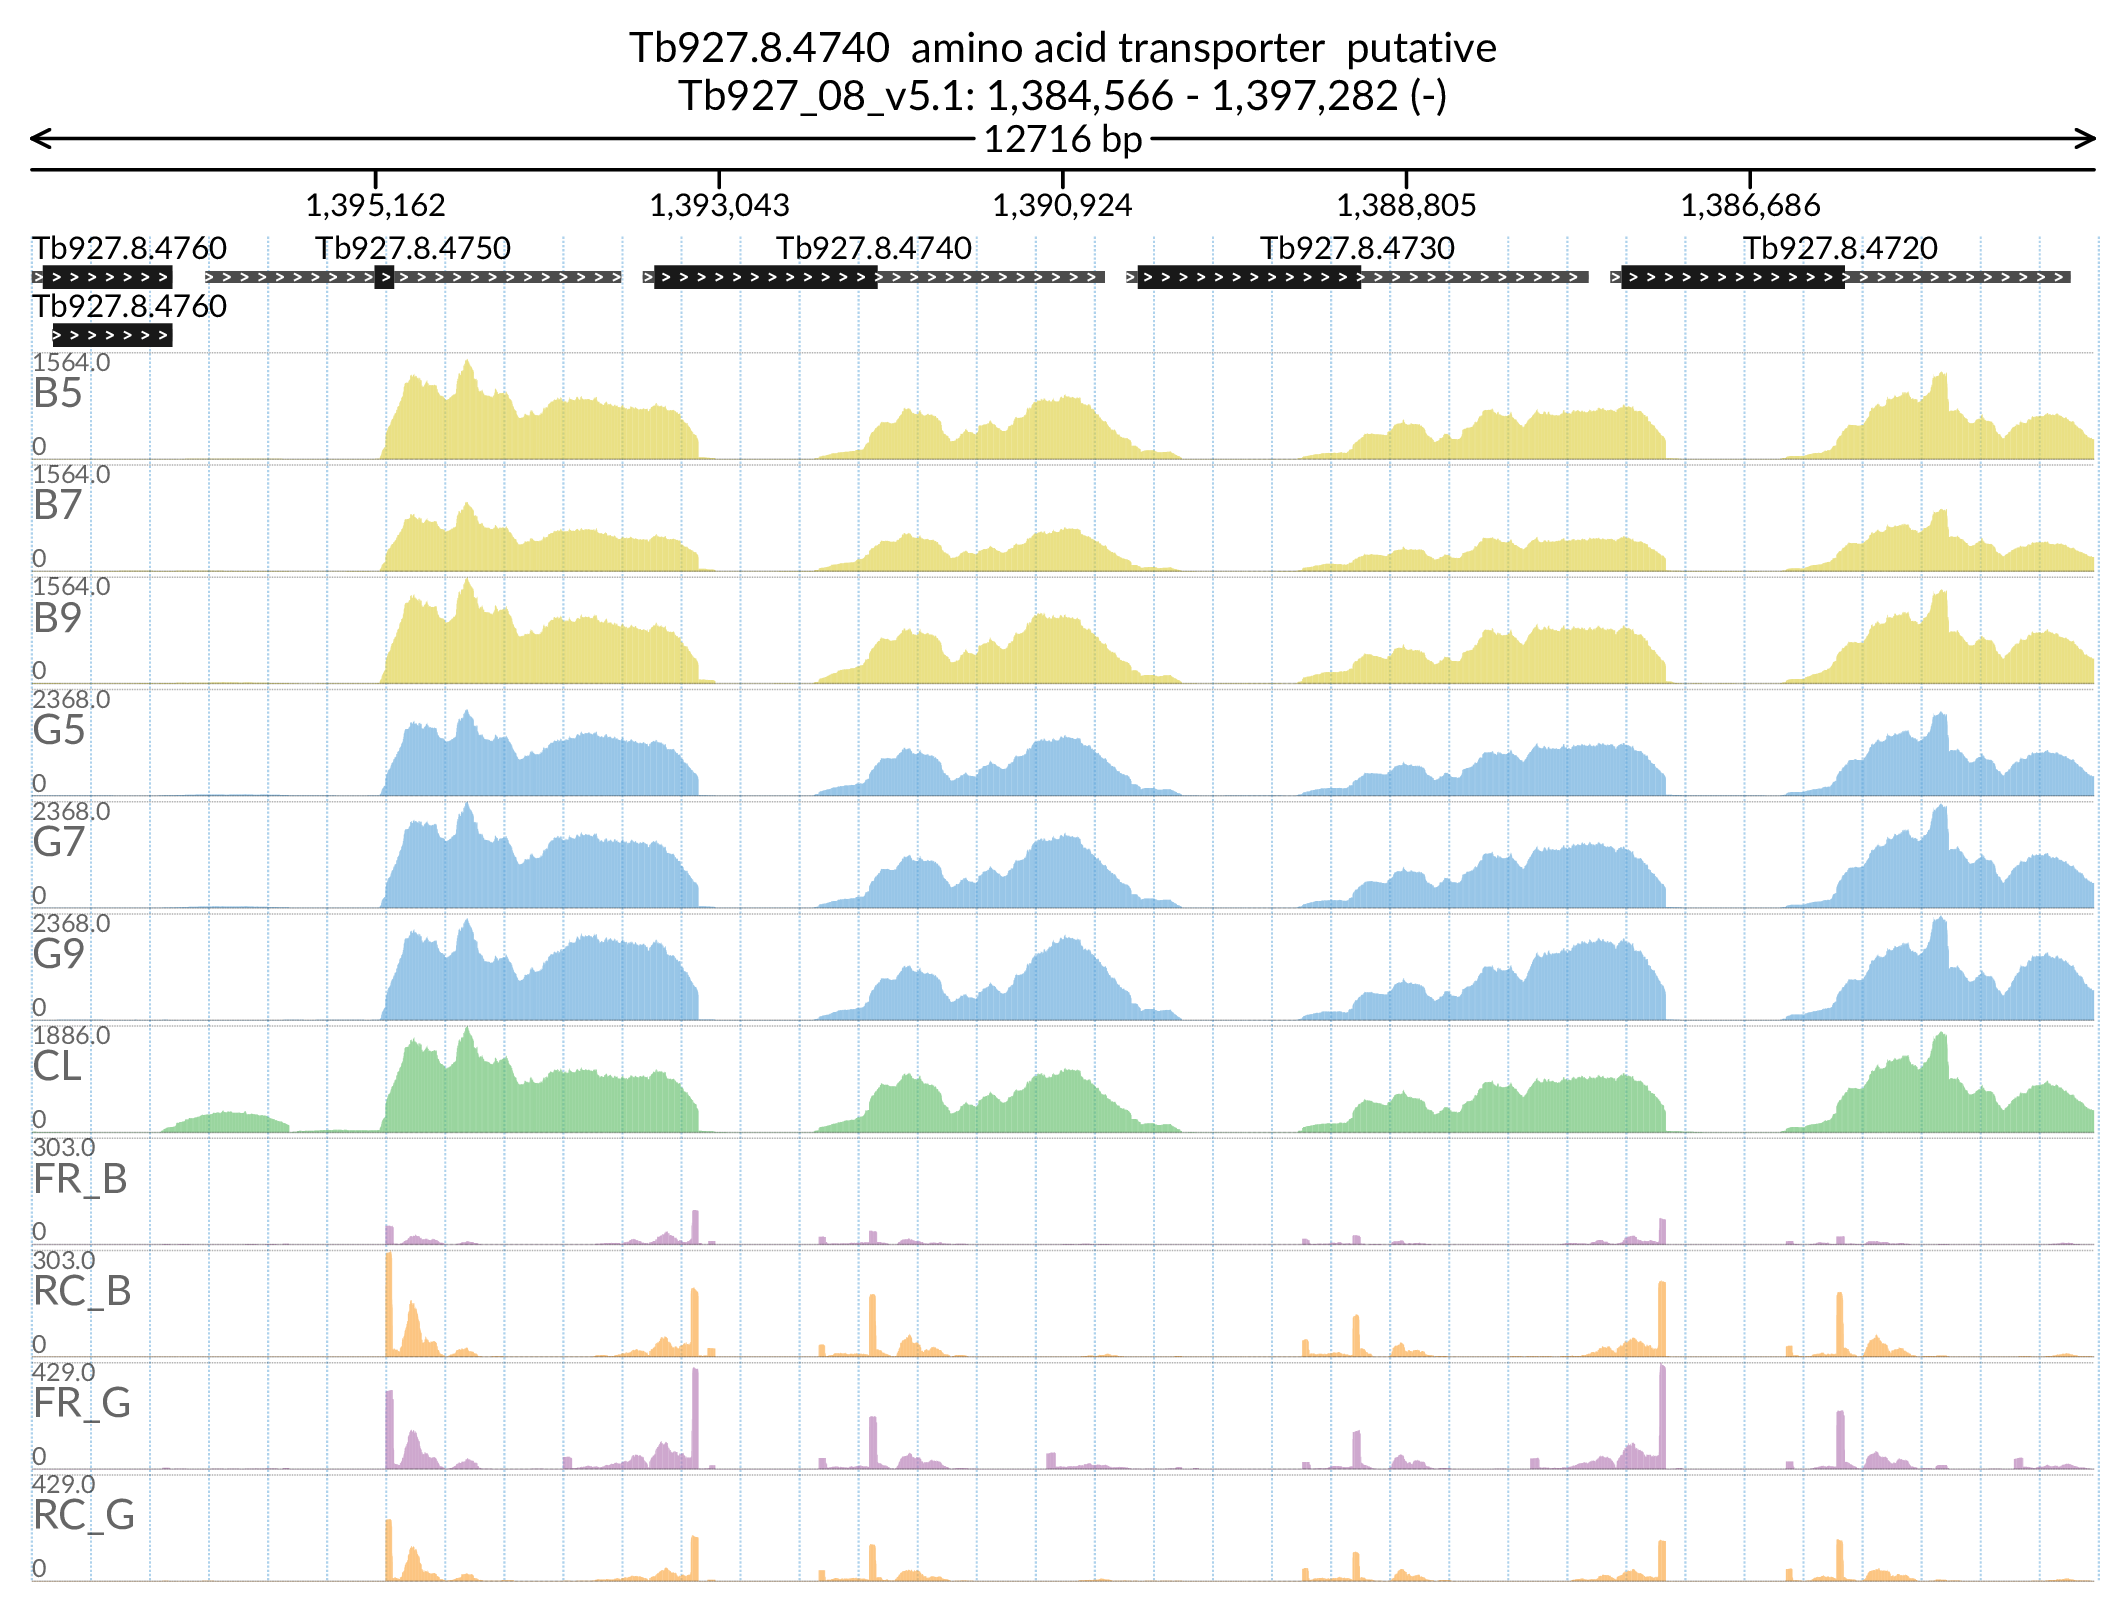 Tb927.8.4740  amino acid transporter  putative
Tb927_08_v5.1: 1,384,566 - 1,397,282 (-)
12716 bp
1,395,162 1,393,043 1,390,924 1,388,805 1,386,686
Tb927.8.4760 Tb927.8.4750 Tb927.8.4740 Tb927.8.4730 Tb927.8.4720
Tb927.8.4760
1564.0
B5
0
1564.0
B7
0
1564.0
B9
0
2368.0
G5
0
2368.0
G7
0
2368.0
G9
0
1886.0
CL
0
303.0
FR_B
0
303.0
RC_B
0
429.0
FR_G
0
429.0
RC_G
0